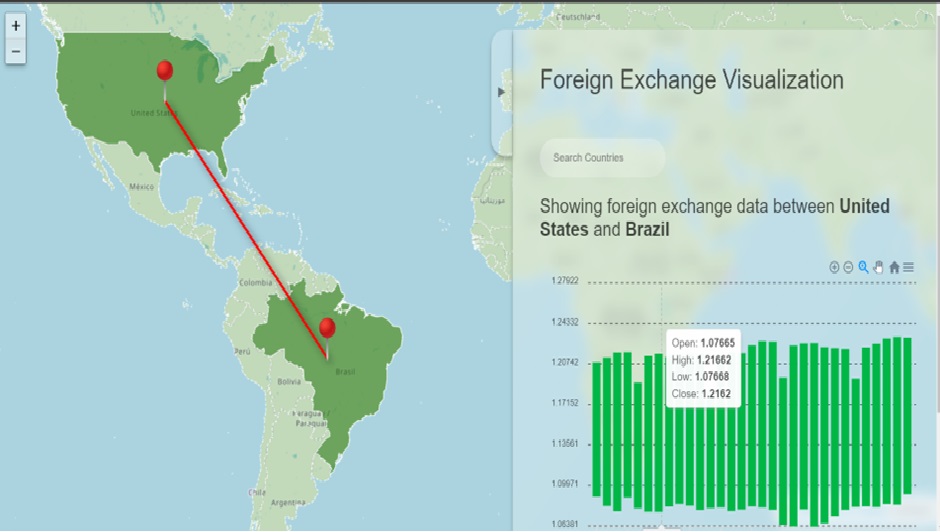 +
−
Deutschland
United States
México
Colombia
Perú
Brasil
Bolivia
Paraguay /
Paraguái
Chile
Argentina
Foreign Exchange Visualization
Search Countries
Showing foreign exchange data between United
States and Brazil
1.27922
1.24332
Open: 1.07665
High: 1.21662
1.20742
Low: 1.07668
Close: 1.2162
1.17152
1.13561
1.09971
1.06381